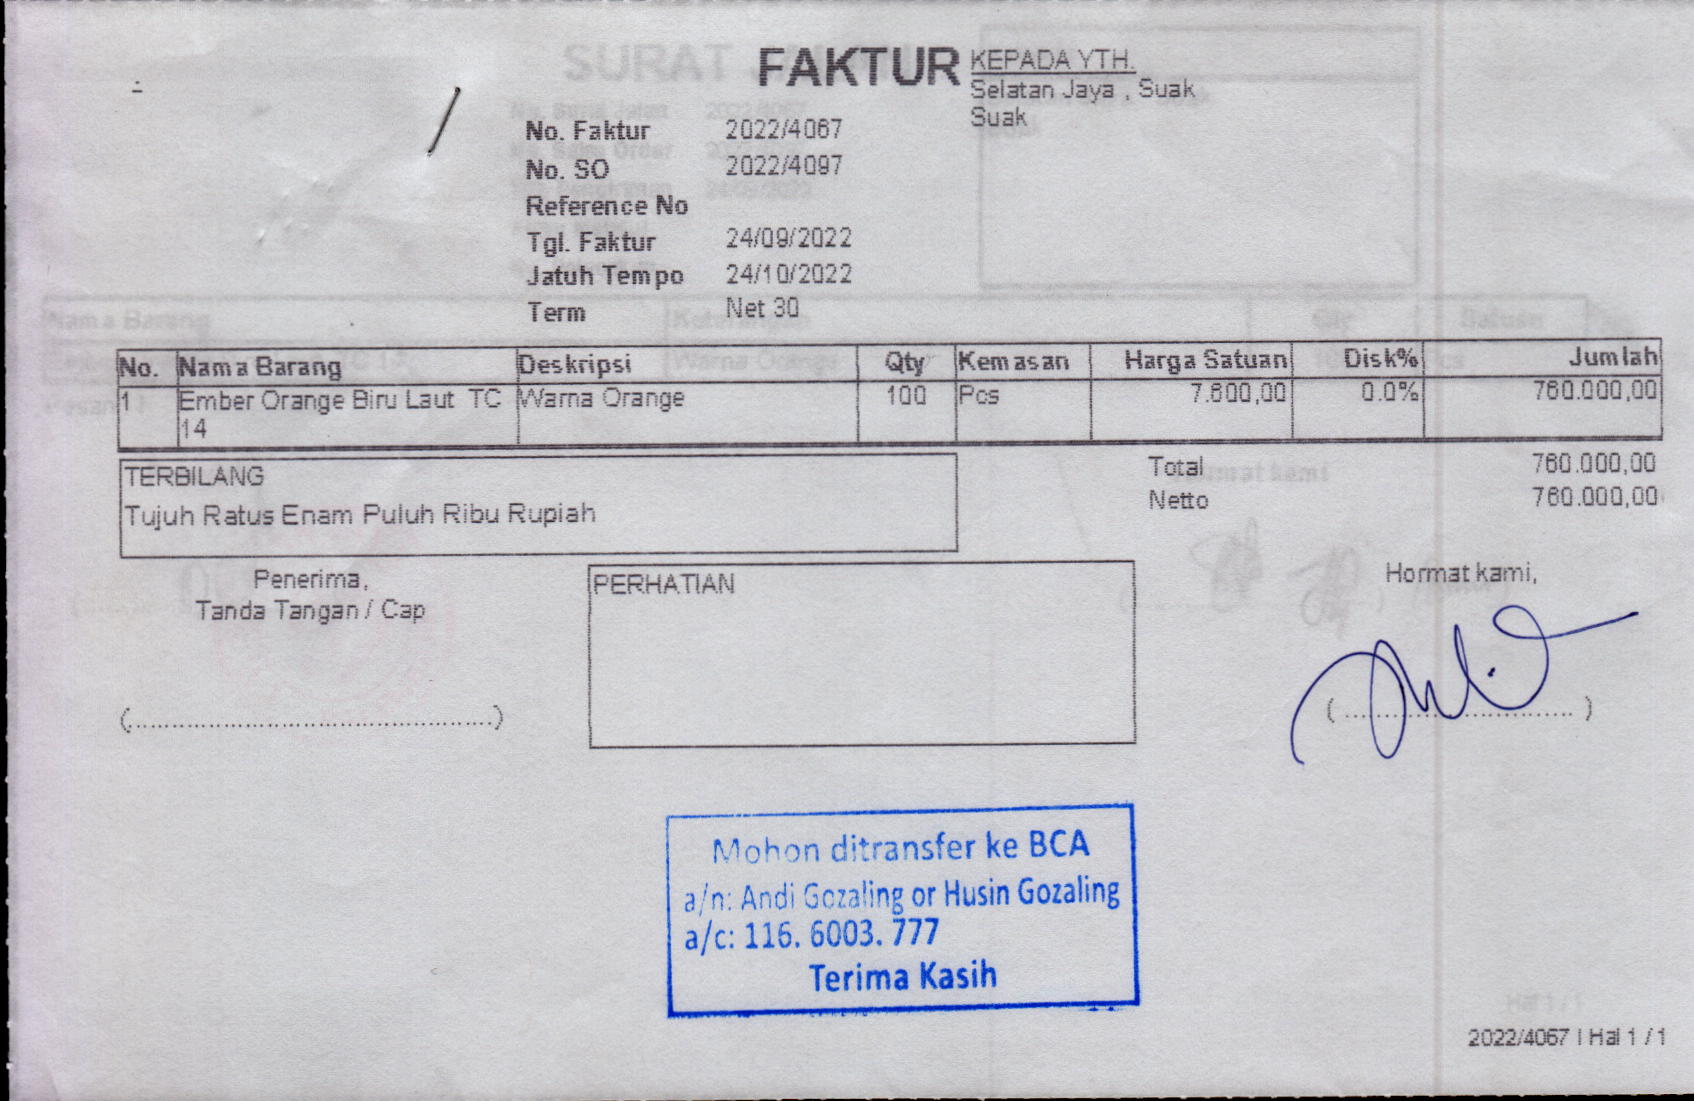 FAKTUR
KEPADA YTH.
Selatan Jaya , Suak
Suak
No. Faktur 2022/4067
No. SO 2022/4097
Reference No
Tgl. Faktur 24/09/2022
Jatuh Tempo 24/10/2022
Term Net 30
No. Nama Barang Deskripsi Qty Kemasan Harga Satuan Disk% Jumlah
1 Ember Orange Biru Laut TC Warna Orange 100 Pcs 7.600,00 0.0% 760.000,00
14
TERBILANG
Tujuh Ratus Enam Puluh Ribu Rupiah
Total 760.000,00
Netto 760.000,00
Penerima,
Tanda Tangan / Cap
(................................................)
PERHATIAN
Hormat kami,
( .............................. )
Mohon ditransfer ke BCA
a/n: Andi Gozaling or Husin Gozaling
a/c: 116. 6003. 777
Terima Kasih
2022/4067 | Hal 1 / 1